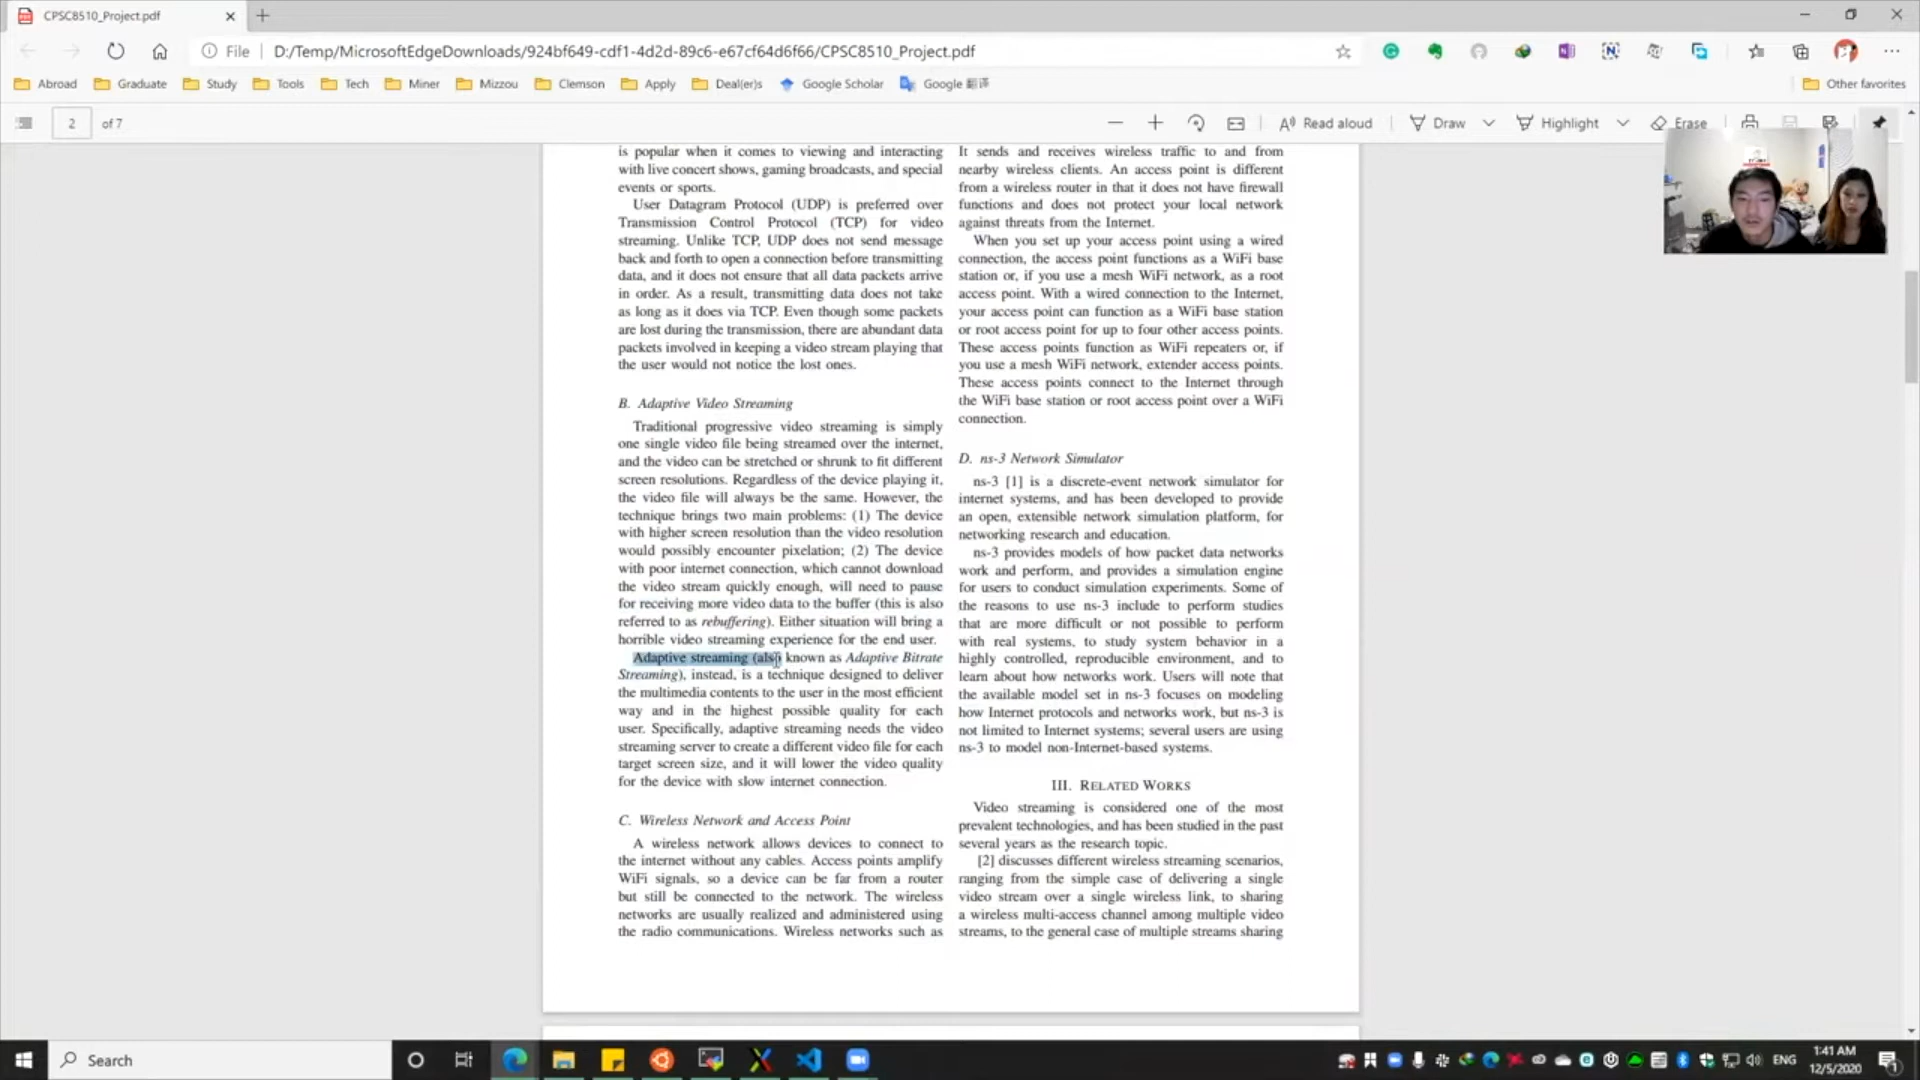 CPSC8510_Project.pdf
File
D:/Temp/MicrosoftEdgeDownloads/924bf649-cdf1-4d2d-89c6-e67cf64d6f66/CPSC8510_Project.pdf
Abroad Graduate Study Tools Tech Miner Mizzou Clemson Apply Deal(er)s Google Scholar Google 翻译 Other favorites
2 of 7 Read aloud Draw Highlight Erase
is popular when it comes to viewing and interacting
with live concert shows, gaming broadcasts, and special
events or sports.
User Datagram Protocol (UDP) is preferred over
Transmission Control Protocol (TCP) for video
streaming. Unlike TCP, UDP does not send message
back and forth to open a connection before transmitting
data, and it does not ensure that all data packets arrive
in order. As a result, transmitting data does not take
as long as it does via TCP. Even though some packets
are lost during the transmission, there are abundant data
packets involved in keeping a video stream playing that
the user would not notice the lost ones.
B. Adaptive Video Streaming
Traditional progressive video streaming is simply
one single video file being streamed over the internet,
and the video can be stretched or shrunk to fit different
screen resolutions. Regardless of the device playing it,
the video file will always be the same. However, the
technique brings two main problems: (1) The device
with higher screen resolution than the video resolution
would possibly encounter pixelation; (2) The device
with poor internet connection, which cannot download
the video stream quickly enough, will need to pause
for receiving more video data to the buffer (this is also
referred to as rebuffering). Either situation will bring a
horrible video streaming experience for the end user.
Adaptive streaming (also known as Adaptive Bitrate
Streaming), instead, is a technique designed to deliver
the multimedia contents to the user in the most efficient
way and in the highest possible quality for each
user. Specifically, adaptive streaming needs the video
streaming server to create a different video file for each
target screen size, and it will lower the video quality
for the device with slow internet connection.
C. Wireless Network and Access Point
A wireless network allows devices to connect to
the internet without any cables. Access points amplify
WiFi signals, so a device can be far from a router
but still be connected to the network. The wireless
networks are usually realized and administered using
the radio communications. Wireless networks such as
It sends and receives wireless traffic to and from
nearby wireless clients. An access point is different
from a wireless router in that it does not have firewall
functions and does not protect your local network
against threats from the Internet.
When you set up your access point using a wired
connection, the access point functions as a WiFi base
station or, if you use a mesh WiFi network, as a root
access point. With a wired connection to the Internet,
your access point can function as a WiFi base station
or root access point for up to four other access points.
These access points function as WiFi repeaters or, if
you use a mesh WiFi network, extender access points.
These access points connect to the Internet through
the WiFi base station or root access point over a WiFi
connection.
D. ns-3 Network Simulator
ns-3 [1] is a discrete-event network simulator for
internet systems, and has been developed to provide
an open, extensible network simulation platform, for
networking research and education.
ns-3 provides models of how packet data networks
work and perform, and provides a simulation engine
for users to conduct simulation experiments. Some of
the reasons to use ns-3 include to perform studies
that are more difficult or not possible to perform
with real systems, to study system behavior in a
highly controlled, reproducible environment, and to
learn about how networks work. Users will note that
the available model set in ns-3 focuses on modeling
how Internet protocols and networks work, but ns-3 is
not limited to Internet systems; several users are using
ns-3 to model non-Internet-based systems.
III. RELATED WORKS
Video streaming is considered one of the most
prevalent technologies, and has been studied in the past
several years as the research topic.
[2] discusses different wireless streaming scenarios,
ranging from the simple case of delivering a single
video stream over a single wireless link, to sharing
a wireless multi-access channel among multiple video
streams, to the general case of multiple streams sharing
Search
ENG
1:41 AM
12/5/2020